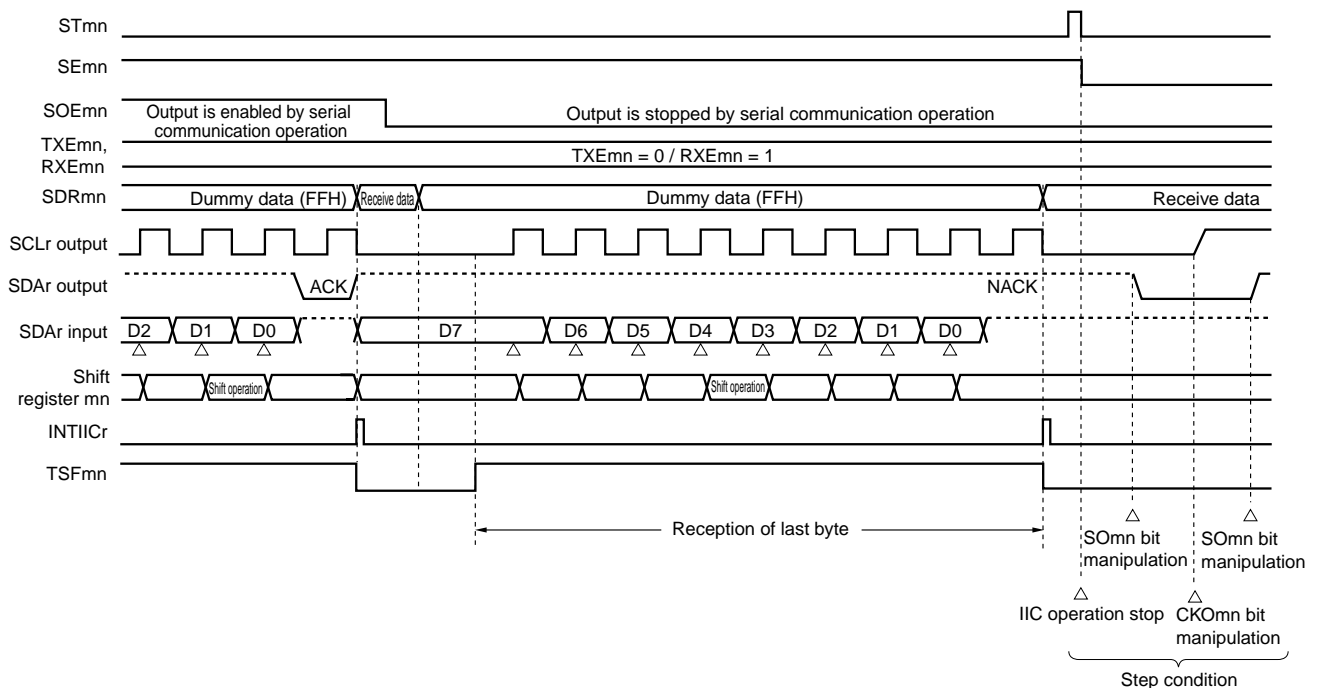 STmn
SEmn
SOEmn
Output is enabled by serial
communication operation
Output is stopped by serial communication operation
TXEmn,
RXEmn
TXEmn = 0 / RXEmn = 1
SDRmn
Dummy data (FFH)
Receive data
Dummy data (FFH)
Receive data
SCLr output
SDAr output
ACK
NACK
SDAr input
D2
D1
D0
D7
D6
D5
D4
D3
D2
D1
D0
Shift
register mn
Shift operation
Shift operation
INTIICr
TSFmn
Reception of last byte
SOmn bit
manipulation
SOmn bit
manipulation
IIC operation stop
CKOmn bit
manipulation
Step condition